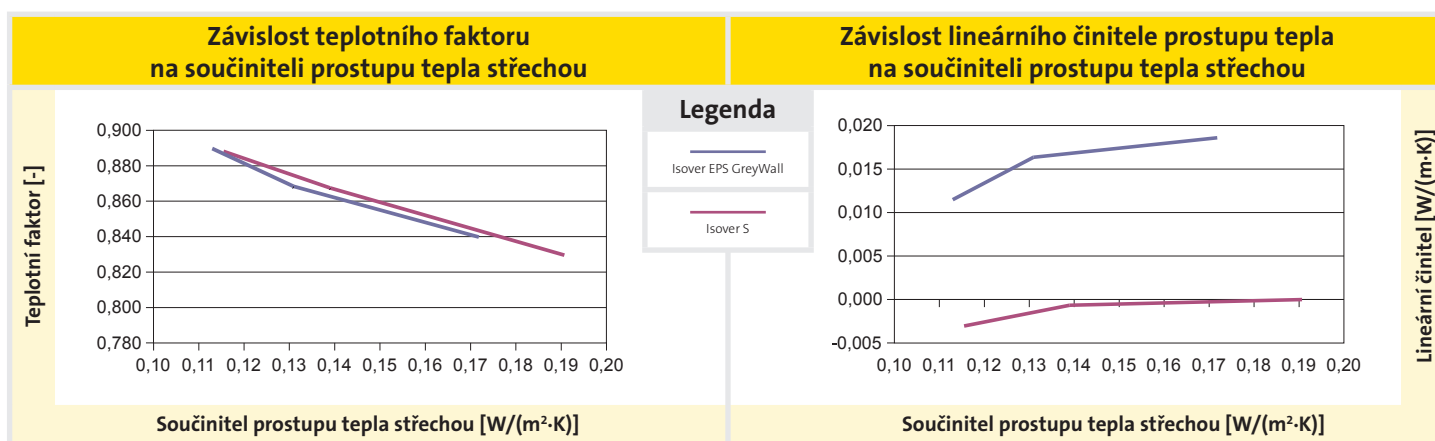 Závislost teplotního faktoru
na součiniteli prostupu tepla střechou
Teplotní faktor [-]
0,900
0,880
0,860
0,840
0,820
0,800
0,780
0,10 0,11 0,12 0,13 0,14 0,15 0,16 0,17 0,18 0,19 0,20
Součinitel prostupu tepla střechou [W/(m²·K)]
Legenda
Isover EPS GreyWall
Isover S
Závislost lineárního činitele prostupu tepla
na součiniteli prostupu tepla střechou
0,020
0,015
0,010
0,005
0,000
-0,005
0,10 0,11 0,12 0,13 0,14 0,15 0,16 0,17 0,18 0,19 0,20
Lineární činitel [W/(m·K)]
Součinitel prostupu tepla střechou [W/(m²·K)]